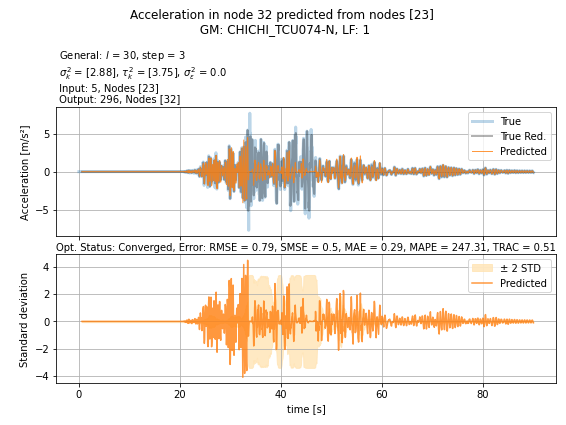 Acceleration in node 32 predicted from nodes [23]
GM: CHICHI_TCU074-N, LF: 1
General: l = 30, step = 3
σ²ₖ = [2.88], τ²ₖ = [3.75], σ²ε = 0.0
Input: 5, Nodes [23]
Output: 296, Nodes [32]
Acceleration [m/s²]
5
0
−5
True
True Red.
Predicted
Opt. Status: Converged, Error: RMSE = 0.79, SMSE = 0.5, MAE = 0.29, MAPE = 247.31, TRAC = 0.51
Standard deviation
4
2
0
−2
−4
± 2 STD
Predicted
0 20 40 60 80
time [s]